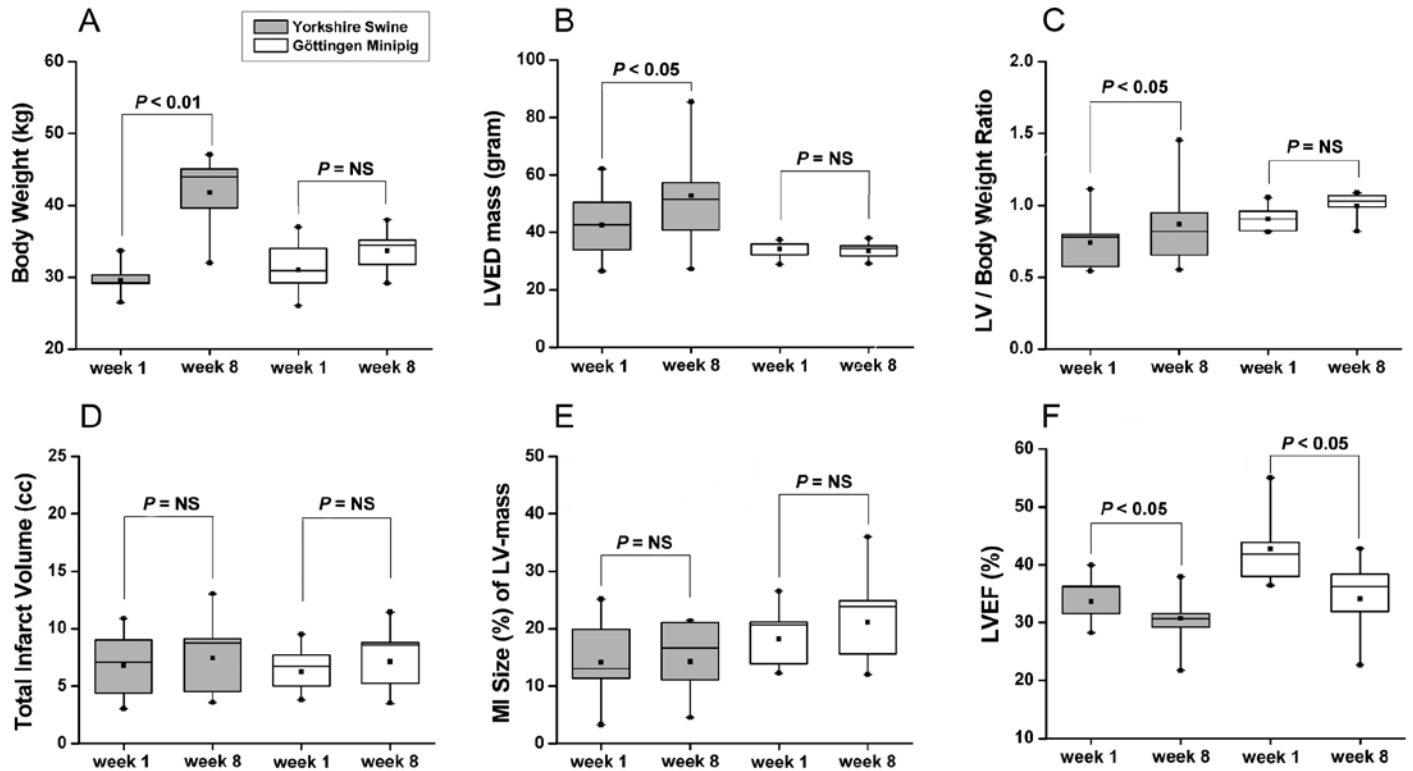 A
Yorkshire Swine
Göttingen Minipig
Body Weight (kg)
60
50
40
30
20
P < 0.01
P = NS
week 1 week 8 week 1 week 8
B
LVED mass (gram)
100
80
60
40
20
0
P < 0.05
P = NS
week 1 week 8 week 1 week 8
C
LV / Body Weight Ratio
2.0
1.5
1.0
0.5
0.0
P < 0.05
P = NS
week 1 week 8 week 1 week 8
D
Total Infarct Volume (cc)
25
20
15
10
5
0
P = NS
P = NS
week 1 week 8 week 1 week 8
E
MI Size (%) of LV-mass
50
40
30
20
10
0
P = NS
P = NS
week 1 week 8 week 1 week 8
F
LVEF (%)
60
50
40
30
20
10
P < 0.05
P < 0.05
week 1 week 8 week 1 week 8